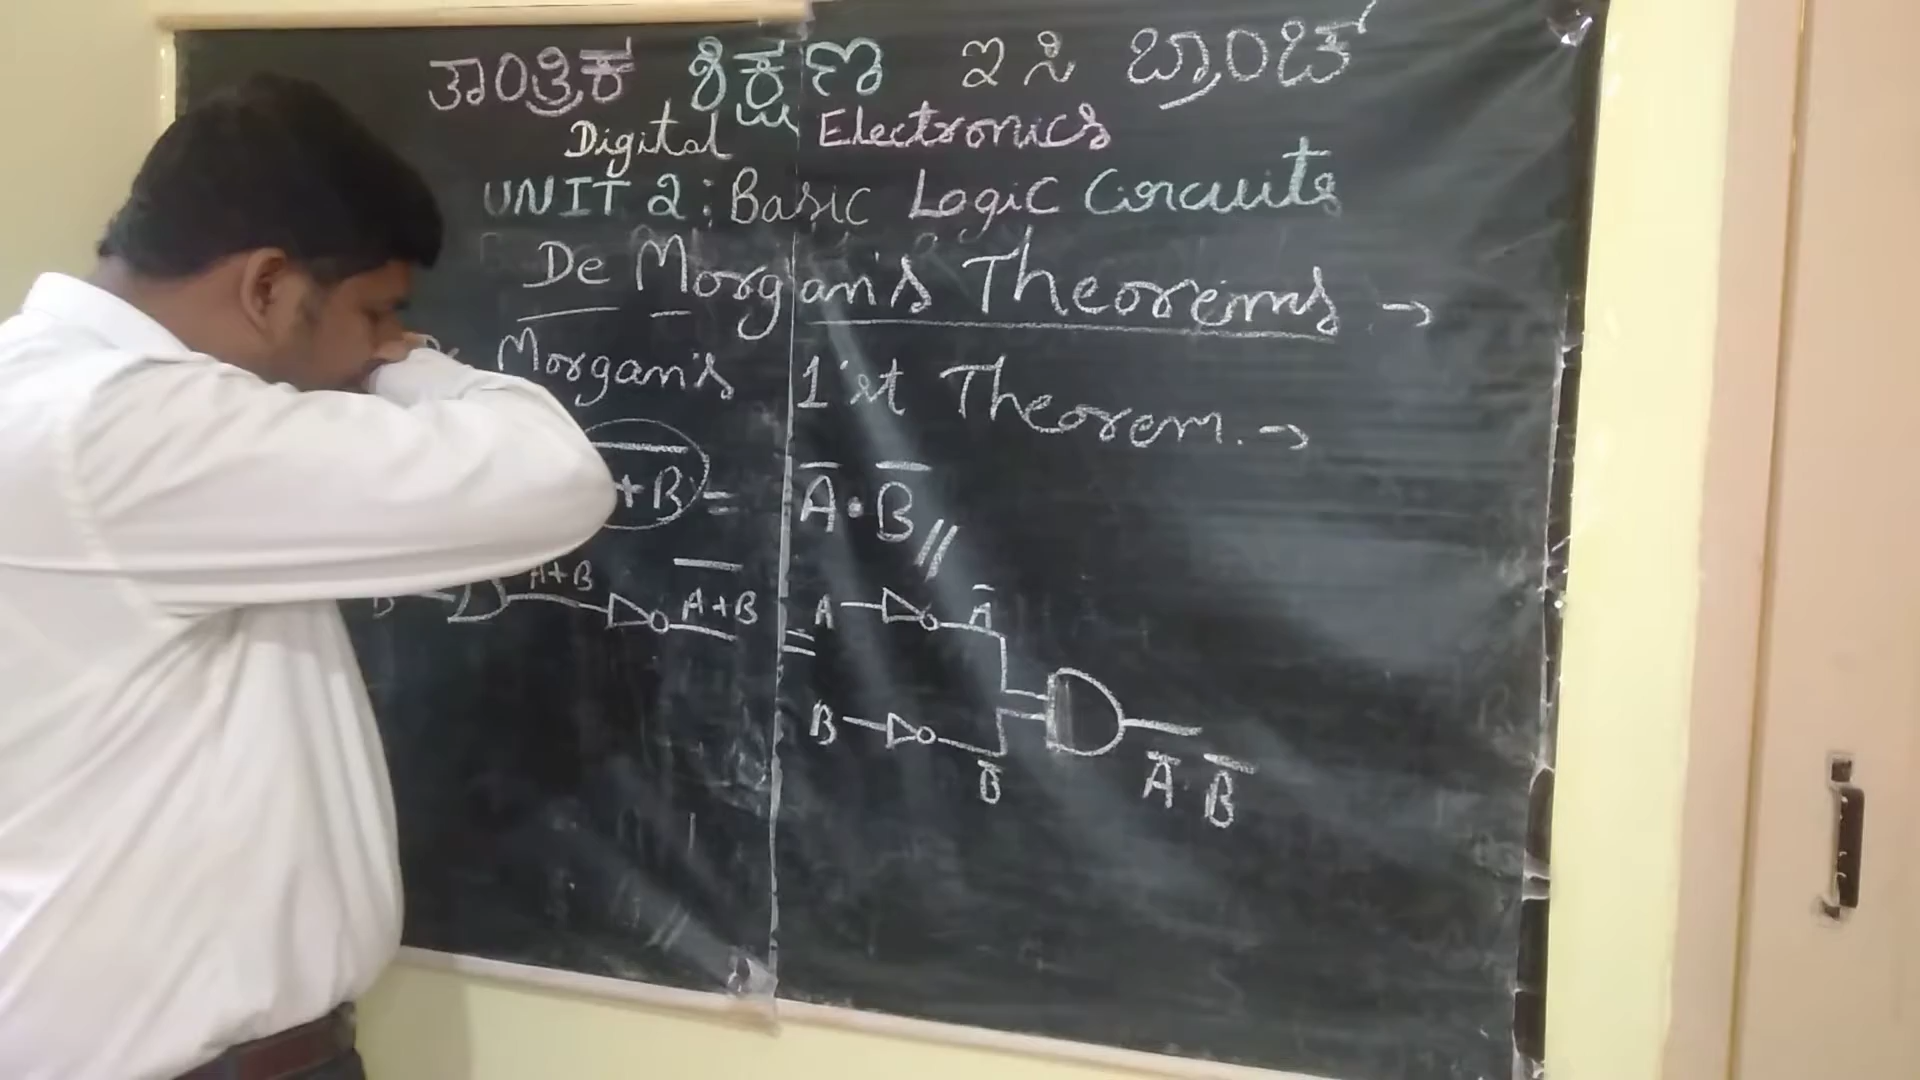 ತಾಂತ್ರಿಕ ಶಿಕ್ಷಣ ಇ ಸಿ ಬ್ರಾಂಚ್
Digital Electronics
UNIT 2: Basic Logic Circuits
De Morgan's Theorems →
Morgan's 1'st Theorem. →
+B = A̅ • B̅ //
A+B A̅+̅B̅ = A A̅
B B̅
A̅ . B̅